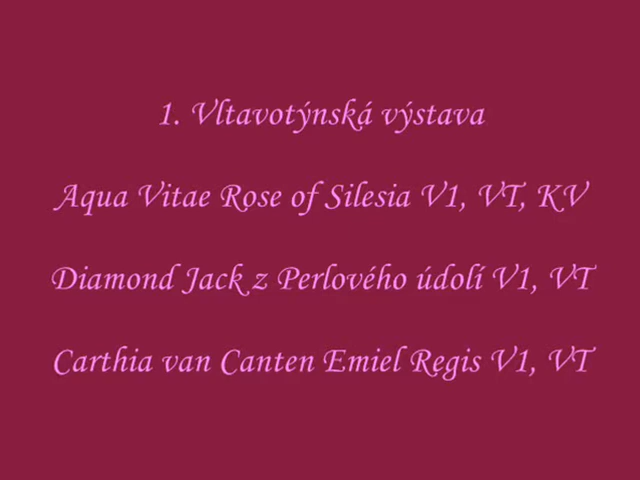 1. Vltavotýnská výstava
Aqua Vitae Rose of Silesia V1, VT, KV
Diamond Jack z Perlového údolí V1, VT
Carthia van Canten Emiel Regis V1, VT